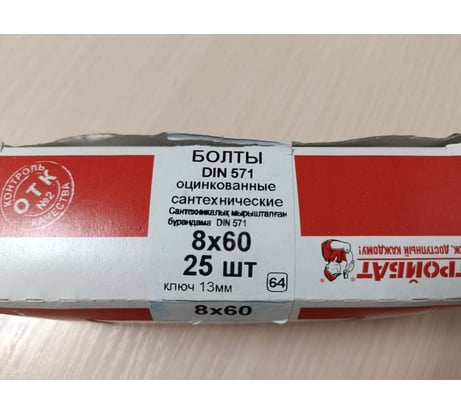 КОНТРОЛЬ
ОТК
№2
КАЧЕСТВА
БОЛТЫ
DIN 571
оцинкованные
сантехнические
Сантехникалық мырышталған
бұрандама DIN 571
8x60
25 шт
ключ 13мм
64
8x60
ТРОЙБАТ
Ж, ДОСТУПНЫЙ КАЖДОМУ!